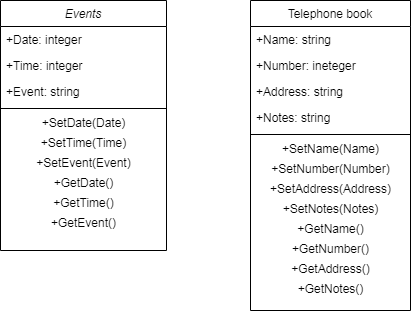 Events
+Date: integer
+Time: integer
+Event: string
+SetDate(Date)
+SetTime(Time)
+SetEvent(Event)
+GetDate()
+GetTime()
+GetEvent()
Telephone book
+Name: string
+Number: ineteger
+Address: string
+Notes: string
+SetName(Name)
+SetNumber(Number)
+SetAddress(Address)
+SetNotes(Notes)
+GetName()
+GetNumber()
+GetAddress()
+GetNotes()